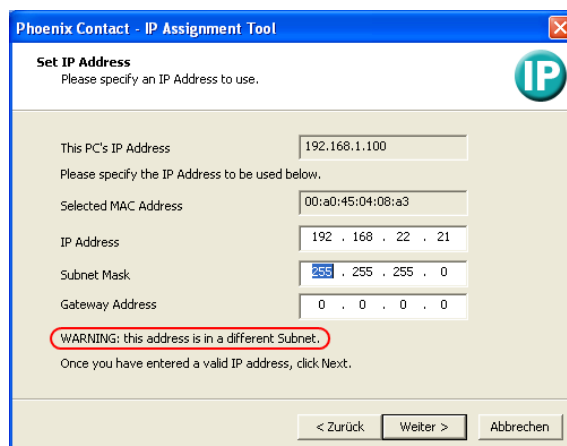 Phoenix Contact - IP Assignment Tool
Set IP Address
Please specify an IP Address to use.
IP
This PC's IP Address 192.168.1.100
Please specify the IP Address to be used below.
Selected MAC Address 00:a0:45:04:08:a3
IP Address 192 . 168 . 22 . 21
Subnet Mask 255 . 255 . 255 . 0
Gateway Address 0 . 0 . 0 . 0
WARNING: this address is in a different Subnet.
Once you have entered a valid IP address, click Next.
< Zurück Weiter > Abbrechen